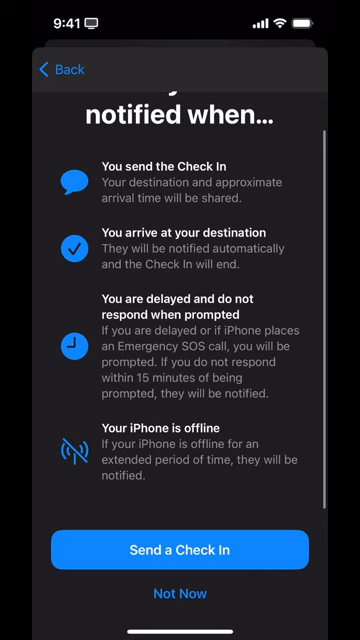 9:41
Back
notified when...
You send the Check In
Your destination and approximate
arrival time will be shared.
You arrive at your destination
They will be notified automatically
and the Check In will end.
You are delayed and do not
respond when prompted
If you are delayed or if iPhone places
an Emergency SOS call, you will be
prompted. If you do not respond
within 15 minutes of being
prompted, they will be notified.
Your iPhone is offline
If your iPhone is offline for an
extended period of time, they will be
notified.
Send a Check In
Not Now